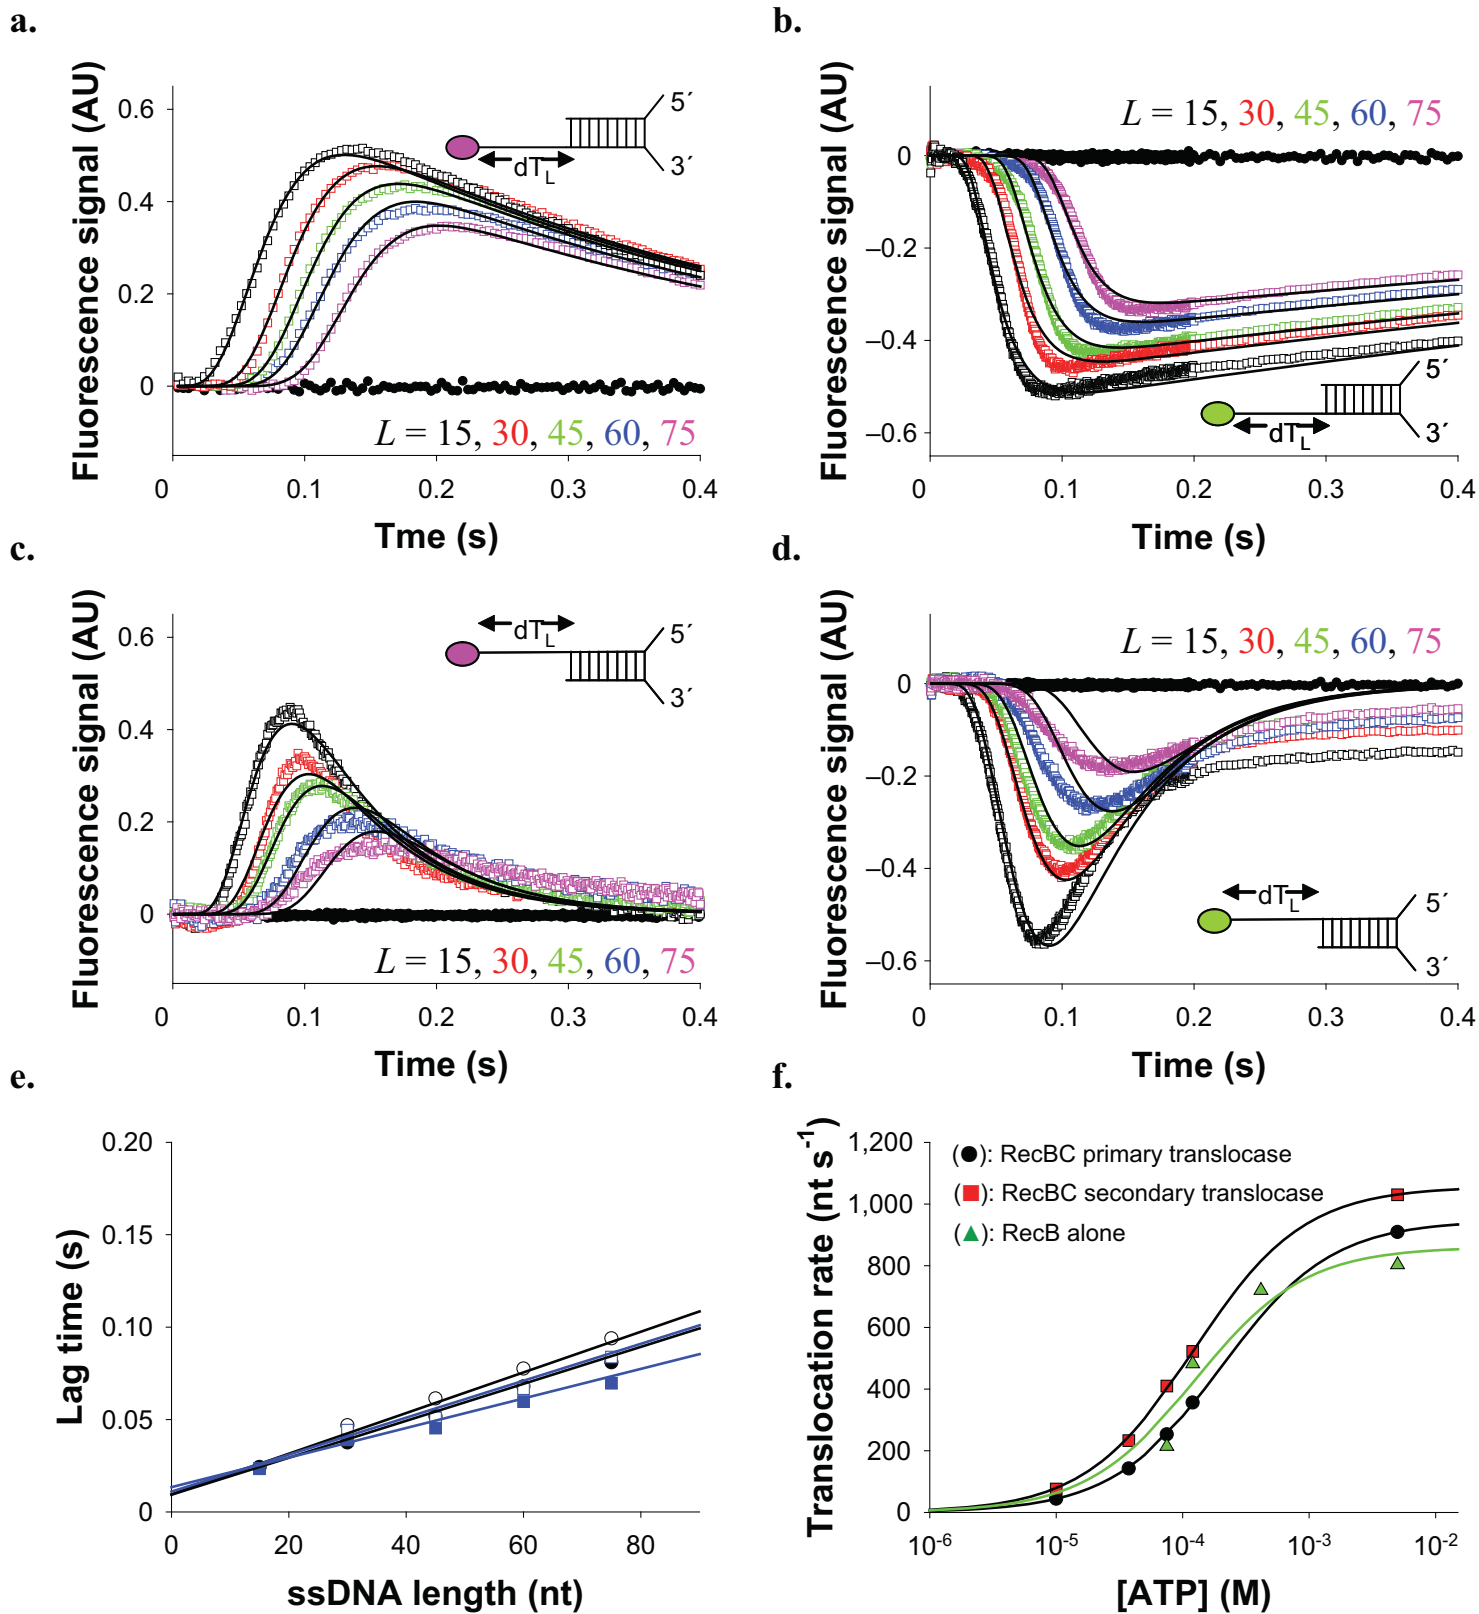 a.
Fluorescence signal (AU)
0.6
0.4
0.2
0
5´
3´
dT_L
L = 15, 30, 45, 60, 75
0 0.1 0.2 0.3 0.4
Tme (s)
b.
Fluorescence signal (AU)
L = 15, 30, 45, 60, 75
0
–0.2
–0.4
–0.6
5´
3´
dT_L
0 0.1 0.2 0.3 0.4
Time (s)
c.
Fluorescence signal (AU)
0.6
0.4
0.2
0
dT_L
5´
3´
L = 15, 30, 45, 60, 75
0 0.1 0.2 0.3 0.4
Time (s)
d.
Fluorescence signal (AU)
L = 15, 30, 45, 60, 75
0
–0.2
–0.4
–0.6
dT_L
5´
3´
0 0.1 0.2 0.3 0.4
Time (s)
e.
Lag time (s)
0.20
0.15
0.10
0.05
0
0 20 40 60 80
ssDNA length (nt)
f.
Translocation rate (nt s⁻¹)
1,200
1,000
800
600
400
200
0
(●): RecBC primary translocase
(■): RecBC secondary translocase
(▲): RecB alone
10⁻⁶ 10⁻⁵ 10⁻⁴ 10⁻³ 10⁻²
[ATP] (M)